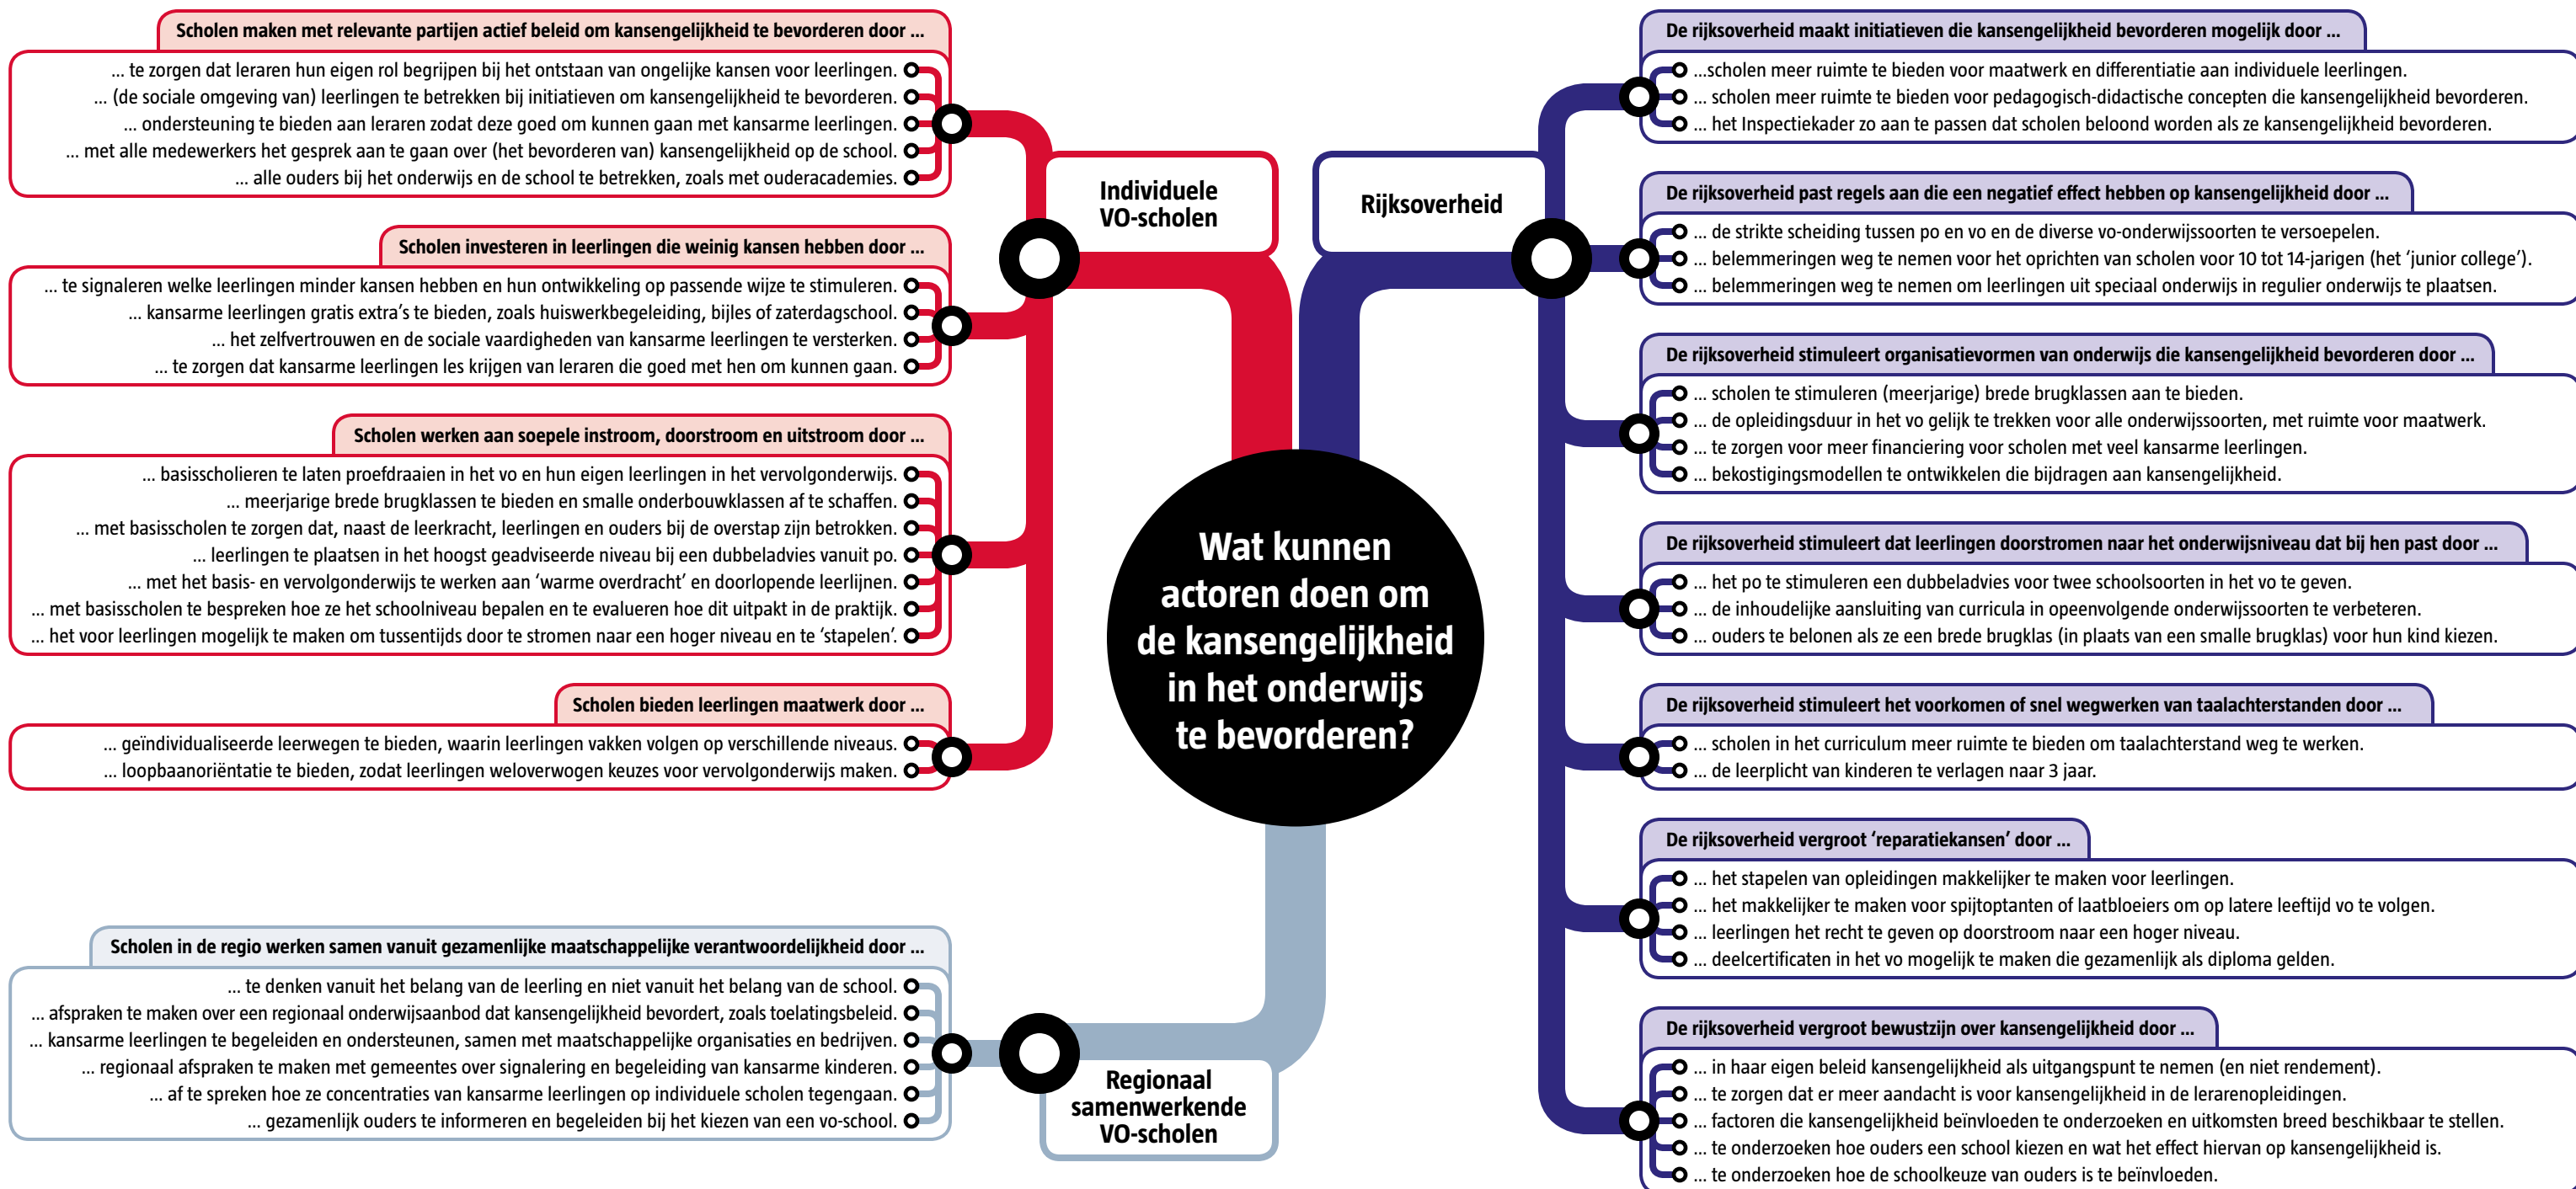 Scholen maken met relevante partijen actief beleid om kansengelijkheid te bevorderen door ...
... te zorgen dat leraren hun eigen rol begrijpen bij het ontstaan van ongelijke kansen voor leerlingen.
... (de sociale omgeving van) leerlingen te betrekken bij initiatieven om kansengelijkheid te bevorderen.
... ondersteuning te bieden aan leraren zodat deze goed om kunnen gaan met kansarme leerlingen.
... met alle medewerkers het gesprek aan te gaan over (het bevorderen van) kansengelijkheid op de school.
... alle ouders bij het onderwijs en de school te betrekken, zoals met ouderacademies.
Scholen investeren in leerlingen die weinig kansen hebben door ...
... te signaleren welke leerlingen minder kansen hebben en hun ontwikkeling op passende wijze te stimuleren.
... kansarme leerlingen gratis extra's te bieden, zoals huiswerkbegeleiding, bijles of zaterdagschool.
... het zelfvertrouwen en de sociale vaardigheden van kansarme leerlingen te versterken.
... te zorgen dat kansarme leerlingen les krijgen van leraren die goed met hen om kunnen gaan.
Scholen werken aan soepele instroom, doorstroom en uitstroom door ...
... basisscholieren te laten proefdraaien in het vo en hun eigen leerlingen in het vervolgonderwijs.
... meerjarige brede brugklassen te bieden en smalle onderbouwklassen af te schaffen.
... met basisscholen te zorgen dat, naast de leerkracht, leerlingen en ouders bij de overstap zijn betrokken.
... leerlingen te plaatsen in het hoogst geadviseerde niveau bij een dubbeladvies vanuit po.
... met het basis- en vervolgonderwijs te werken aan 'warme overdracht' en doorlopende leerlijnen.
... met basisscholen te bespreken hoe ze het schoolniveau bepalen en te evalueren hoe dit uitpakt in de praktijk.
... het voor leerlingen mogelijk te maken om tussentijds door te stromen naar een hoger niveau en te 'stapelen'.
Scholen bieden leerlingen maatwerk door ...
... geïndividualiseerde leerwegen te bieden, waarin leerlingen vakken volgen op verschillende niveaus.
... loopbaanoriëntatie te bieden, zodat leerlingen weloverwogen keuzes voor vervolgonderwijs maken.
Scholen in de regio werken samen vanuit gezamenlijke maatschappelijke verantwoordelijkheid door ...
... te denken vanuit het belang van de leerling en niet vanuit het belang van de school.
... afspraken te maken over een regionaal onderwijsaanbod dat kansengelijkheid bevordert, zoals toelatingsbeleid.
... kansarme leerlingen te begeleiden en ondersteunen, samen met maatschappelijke organisaties en bedrijven.
... regionaal afspraken te maken met gemeentes over signalering en begeleiding van kansarme kinderen.
... af te spreken hoe ze concentraties van kansarme leerlingen op individuele scholen tegengaan.
... gezamenlijk ouders te informeren en begeleiden bij het kiezen van een vo-school.
Individuele
VO-scholen
Rijksoverheid
Wat kunnen
actoren doen om
de kansengelijkheid
in het onderwijs
te bevorderen?
Regionaal
samenwerkende
VO-scholen
De rijksoverheid maakt initiatieven die kansengelijkheid bevorderen mogelijk door ...
...scholen meer ruimte te bieden voor maatwerk en differentiatie aan individuele leerlingen.
... scholen meer ruimte te bieden voor pedagogisch-didactische concepten die kansengelijkheid bevorderen.
... het Inspectiekader zo aan te passen dat scholen beloond worden als ze kansengelijkheid bevorderen.
De rijksoverheid past regels aan die een negatief effect hebben op kansengelijkheid door ...
... de strikte scheiding tussen po en vo en de diverse vo-onderwijssoorten te versoepelen.
... belemmeringen weg te nemen voor het oprichten van scholen voor 10 tot 14-jarigen (het 'junior college').
... belemmeringen weg te nemen om leerlingen uit speciaal onderwijs in regulier onderwijs te plaatsen.
De rijksoverheid stimuleert organisatievormen van onderwijs die kansengelijkheid bevorderen door ...
... scholen te stimuleren (meerjarige) brede brugklassen aan te bieden.
... de opleidingsduur in het vo gelijk te trekken voor alle onderwijssoorten, met ruimte voor maatwerk.
... te zorgen voor meer financiering voor scholen met veel kansarme leerlingen.
... bekostigingsmodellen te ontwikkelen die bijdragen aan kansengelijkheid.
De rijksoverheid stimuleert dat leerlingen doorstromen naar het onderwijsniveau dat bij hen past door ...
... het po te stimuleren een dubbeladvies voor twee schoolsoorten in het vo te geven.
... de inhoudelijke aansluiting van curricula in opeenvolgende onderwijssoorten te verbeteren.
... ouders te belonen als ze een brede brugklas (in plaats van een smalle brugklas) voor hun kind kiezen.
De rijksoverheid stimuleert het voorkomen of snel wegwerken van taalachterstanden door ...
... scholen in het curriculum meer ruimte te bieden om taalachterstand weg te werken.
... de leerplicht van kinderen te verlagen naar 3 jaar.
De rijksoverheid vergroot 'reparatiekansen' door ...
... het stapelen van opleidingen makkelijker te maken voor leerlingen.
... het makkelijker te maken voor spijtoptanten of laatbloeiers om op latere leeftijd vo te volgen.
... leerlingen het recht te geven op doorstroom naar een hoger niveau.
... deelcertificaten in het vo mogelijk te maken die gezamenlijk als diploma gelden.
De rijksoverheid vergroot bewustzijn over kansengelijkheid door ...
... in haar eigen beleid kansengelijkheid als uitgangspunt te nemen (en niet rendement).
... te zorgen dat er meer aandacht is voor kansengelijkheid in de lerarenopleidingen.
... factoren die kansengelijkheid beïnvloeden te onderzoeken en uitkomsten breed beschikbaar te stellen.
... te onderzoeken hoe ouders een school kiezen en wat het effect hiervan op kansengelijkheid is.
... te onderzoeken hoe de schoolkeuze van ouders is te beïnvloeden.